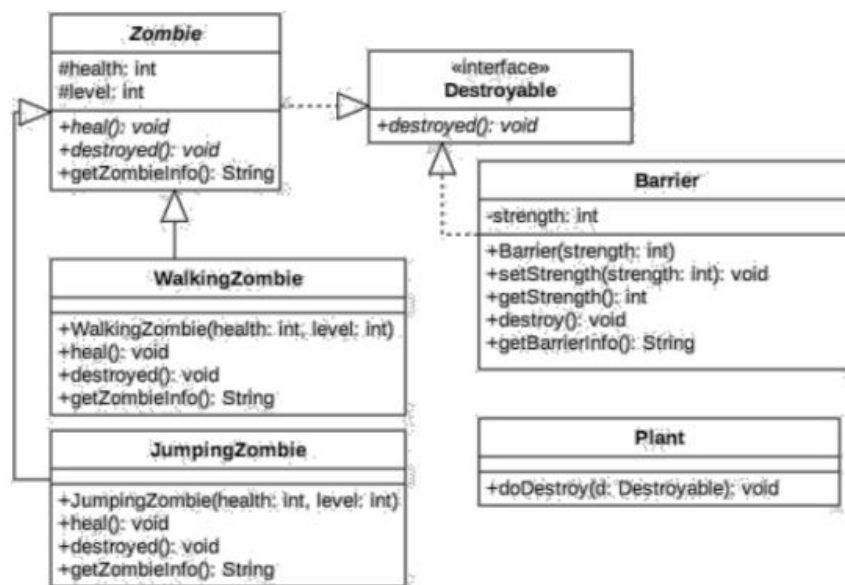 Zombie
#health: int
#level: int
+heal(): void
+destroyed(): void
+getZombieInfo(): String
«interface»
Destroyable
+destroyed(): void
Barrier
-strength: int
+Barrier(strength: int)
+setStrength(strength: int): void
+getStrength(): int
+destroy(): void
+getBarrierInfo(): String
WalkingZombie
+WalkingZombie(health: int, level: int)
+heal(): void
+destroyed(): void
+getZombieInfo(): String
JumpingZombie
+JumpingZombie(health: int, level: int)
+heal(): void
+destroyed(): void
+getZombieInfo(): String
Plant
+doDestroy(d: Destroyable): void